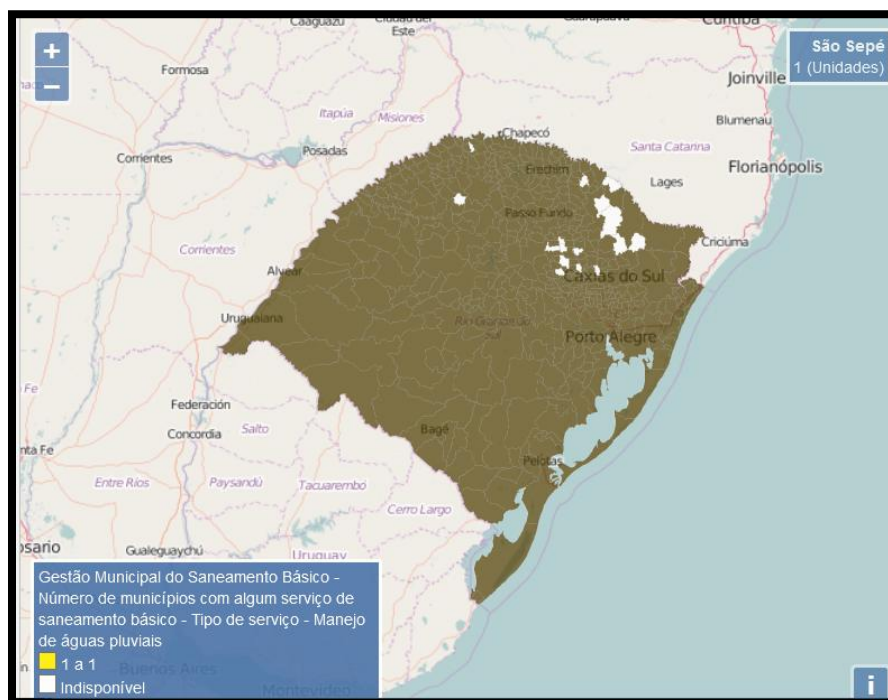 Caaguazú
Ciudad del
Este
Guarapuava
Curitiba
+
−
São Sepé
1 (Unidades)
Formosa
Joinville
Itapúa
Misiones
Blumenau
Chapecó
Corrientes
Posadas
Santa Catarina
Erechim
Florianópolis
Lages
Passo Fundo
Corrientes
Criciúma
Alvear
Caxias do Sul
Uruguaiana
Rio Grande do
Sul
Porto Alegre
Fe
Federación
Bagé
Concordia
Salto
nta Fe
Pelotas
Entre Ríos
Paysandú
Tacuarembó
Cerro Largo
osario
Gualeguaychú
Uruguay
Gestão Municipal do Saneamento Básico -
Número de municípios com algum serviço de
saneamento básico - Tipo de serviço - Manejo
de águas pluviais
1 a 1
Buenos Aires
Indisponível
Montevideo
i